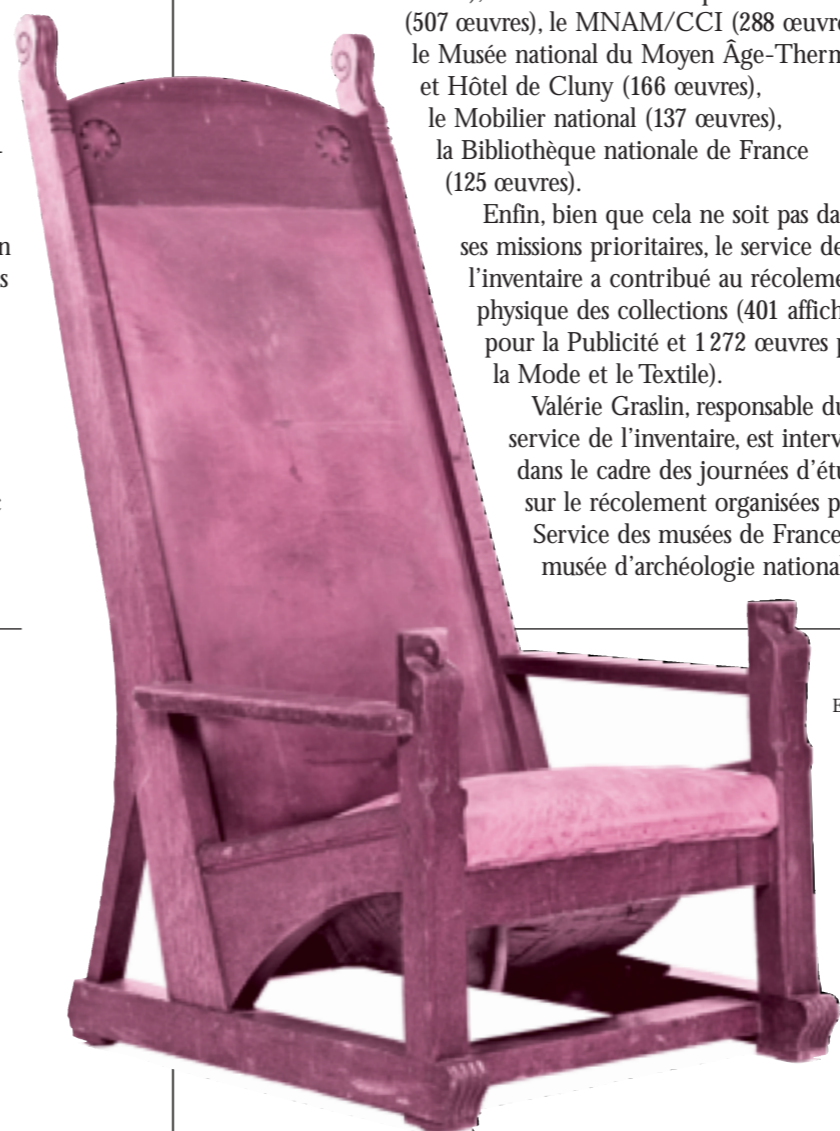 (507 œuvres), le MNAM/CCI (288 œuvre
le Musée national du Moyen Âge-Therm
et Hôtel de Cluny (166 œuvres),
le Mobilier national (137 œuvres),
la Bibliothèque nationale de France
(125 œuvres).
Enfin, bien que cela ne soit pas da
ses missions prioritaires, le service de
n
l’inventaire a contribué au récoleme
s
physique des collections (401 affich
pour la Publicité et 1 272 œuvres p
la Mode et le Textile).
Valérie Graslin, responsable du
service de l’inventaire, est interv
dans le cadre des journées d’étu
sur le récolement organisées p
Service des musées de France
musée d’archéologie national
E